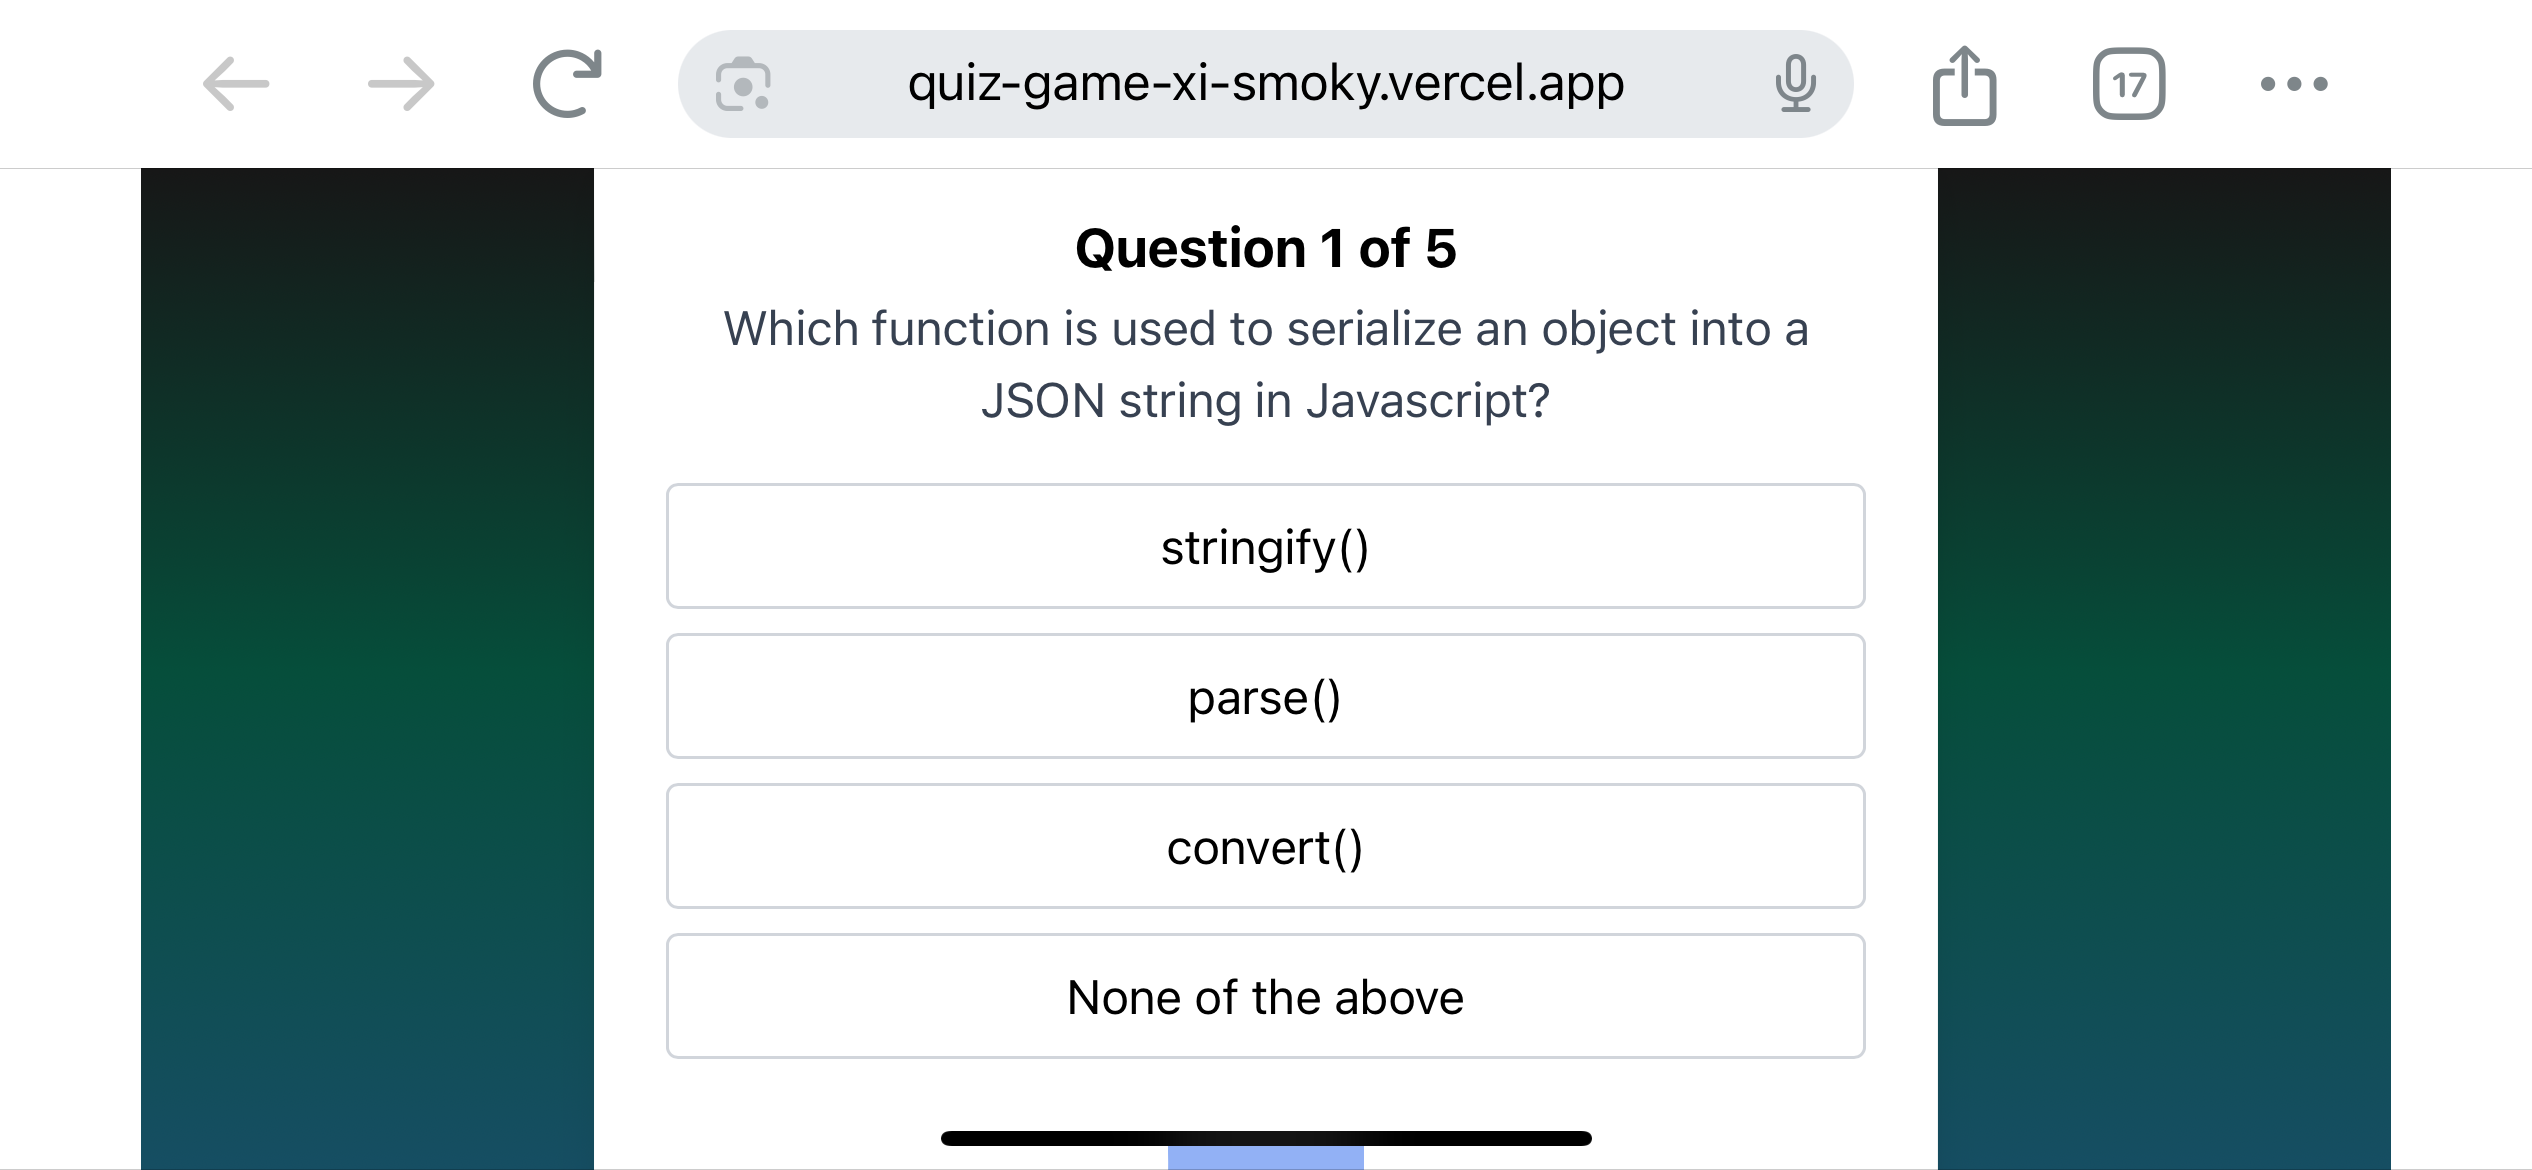 quiz-game-xi-smoky.vercel.app
17
Question 1 of 5
Which function is used to serialize an object into a
JSON string in Javascript?
stringify()
parse()
convert()
None of the above